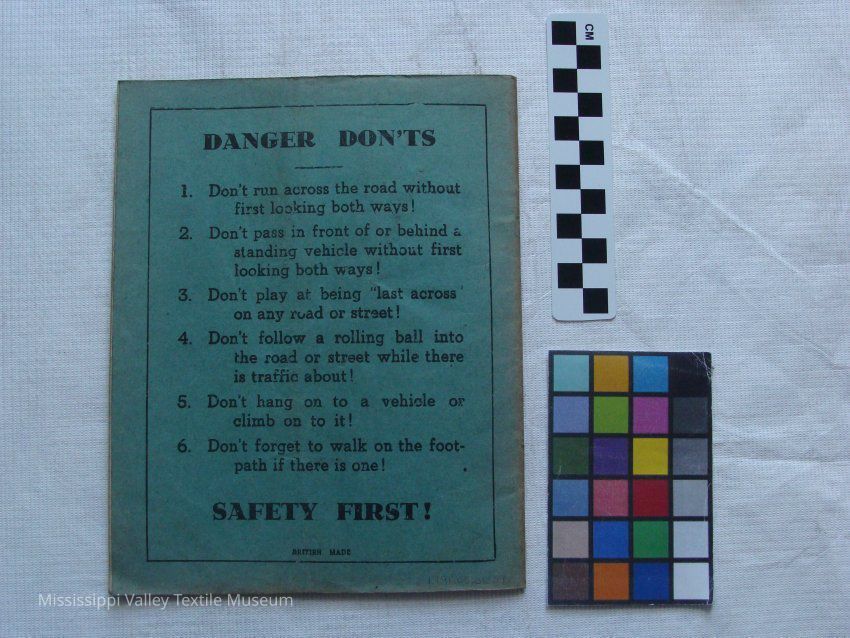 DANGER DON'TS
1. Don't run across the road without
first looking both ways!
2. Don't pass in front of or behind a
standing vehicle without first
looking both ways!
3. Don't play at being "last across'
on any road or street!
4. Don't follow a rolling ball into
the road or street while there
is traffic about!
5. Don't hang on to a vehicle or
climb on to it!
6. Don't forget to walk on the foot-
path if there is one!
SAFETY FIRST!
BRITISH MADE
CM
Mississippi Valley Textile Museum